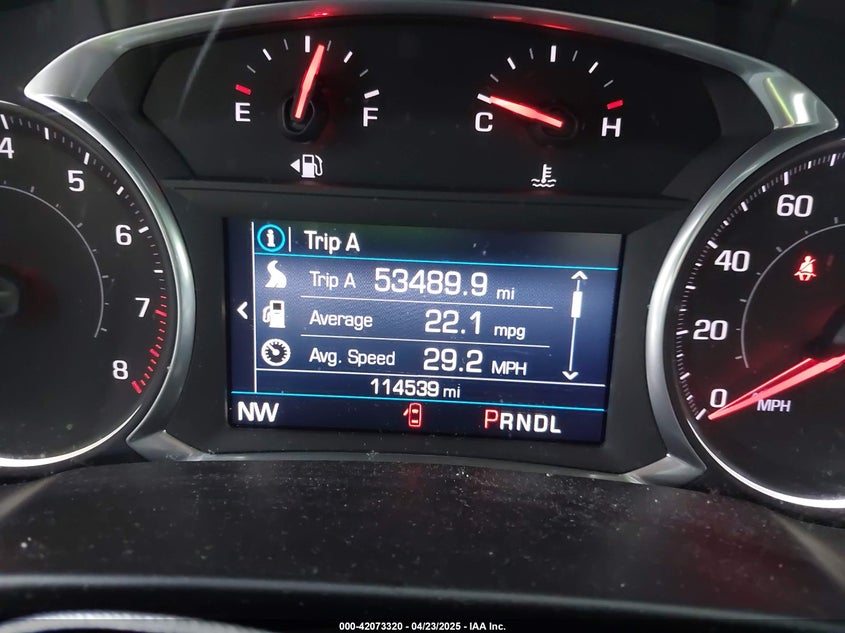 E
F
C
H
4
5
6
7
8
i Trip A
Trip A 53489.9 mi
Average 22.1 mpg
Avg. Speed 29.2 MPH
114539 mi
NW
PRNDL
60
40
20
0
MPH
000-42073320 - 04/23/2025 - IAA Inc.